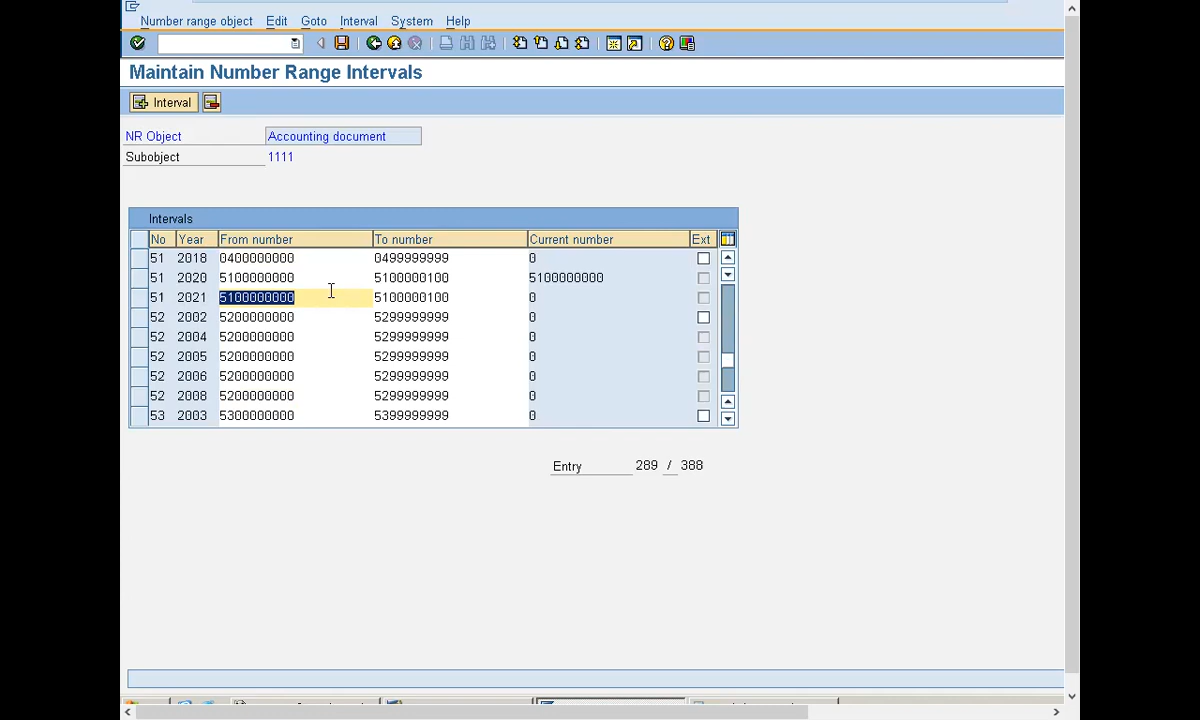 Number range object Edit Goto Interval System Help
Maintain Number Range Intervals
Interval
NR Object Accounting document
Subobject 1111
Intervals
No Year From number To number Current number Ext
51 2018 0400000000 0499999999 0
51 2020 5100000000 5100000100 5100000000
51 2021 5100000000 5100000100 0
52 2002 5200000000 5299999999 0
52 2004 5200000000 5299999999 0
52 2005 5200000000 5299999999 0
52 2006 5200000000 5299999999 0
52 2008 5200000000 5299999999 0
53 2003 5300000000 5399999999 0
Entry 289 / 388